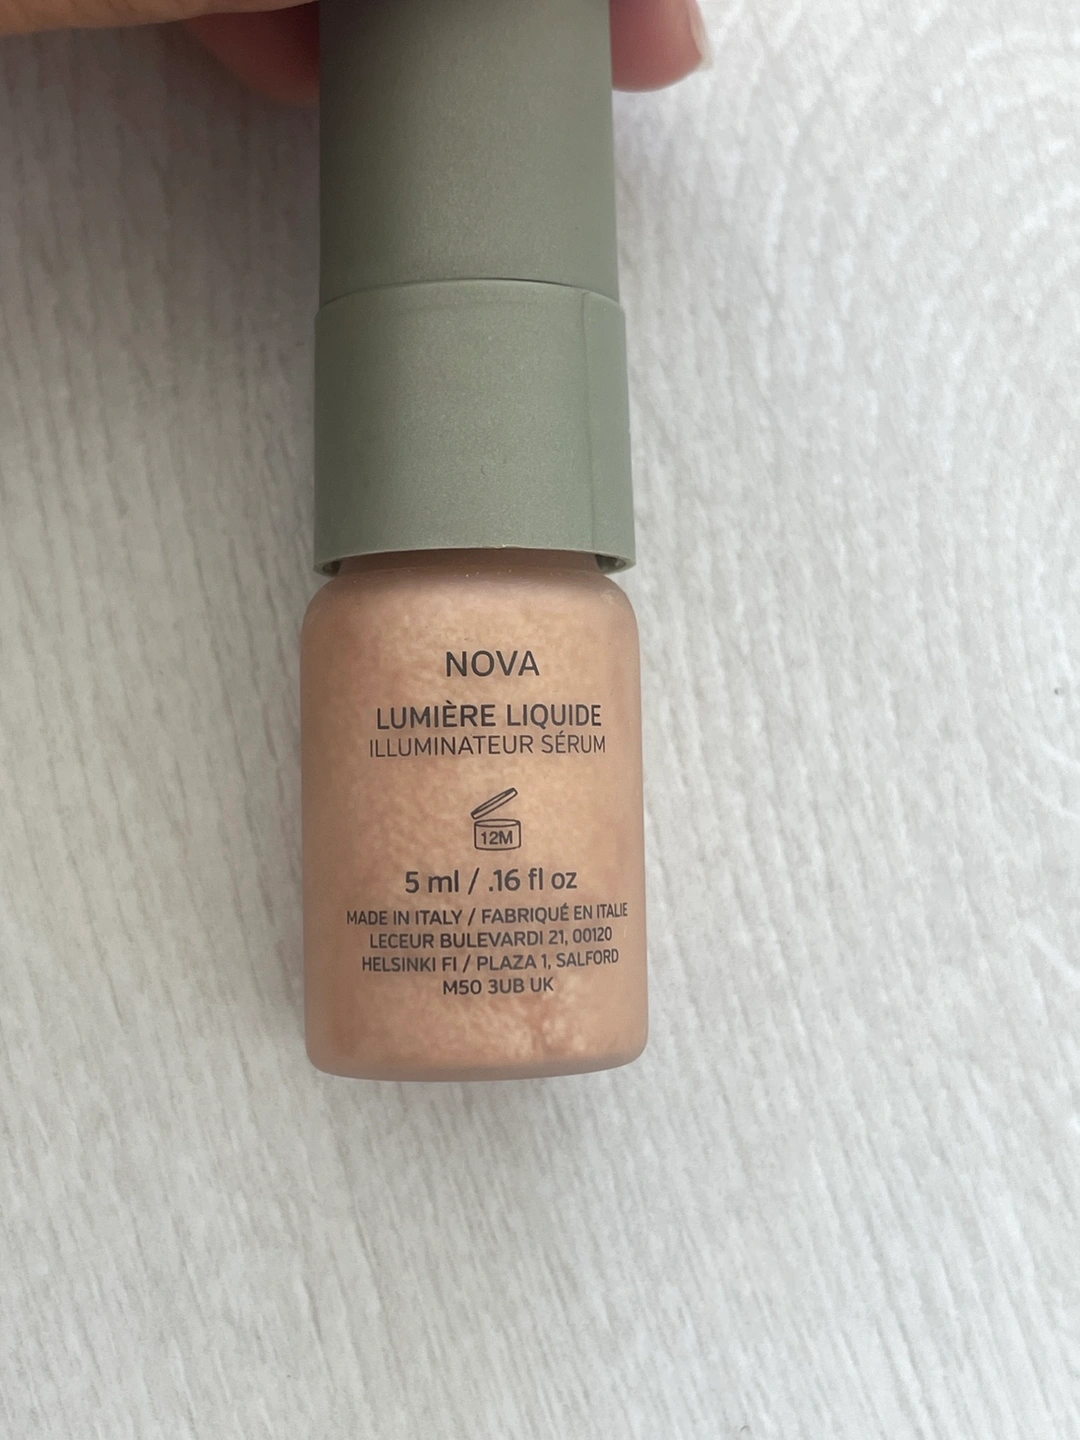 NOVA
LUMIÈRE LIQUIDE
ILLUMINATEUR SÉRUM
12M
5 ml / .16 fl oz
MADE IN ITALY / FABRIQUÉ EN ITALIE
LECEUR BULEVARDI 21, 00120
HELSINKI FI / PLAZA 1, SALFORD
M50 3UB UK